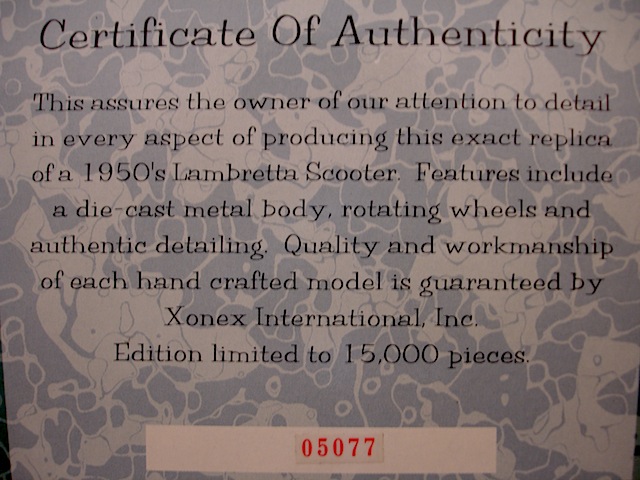 Certificate Of Authenticity
This assures the owner of our attention to detail
in every aspect of producing this exact replica
of a 1950's Lambretta Scooter. Features include
a die-cast metal body, rotating wheels and
authentic detailing. Quality and workmanship
of each hand crafted model is guaranteed by
Xonex International, Inc.
Edition limited to 15,000 pieces.
05077